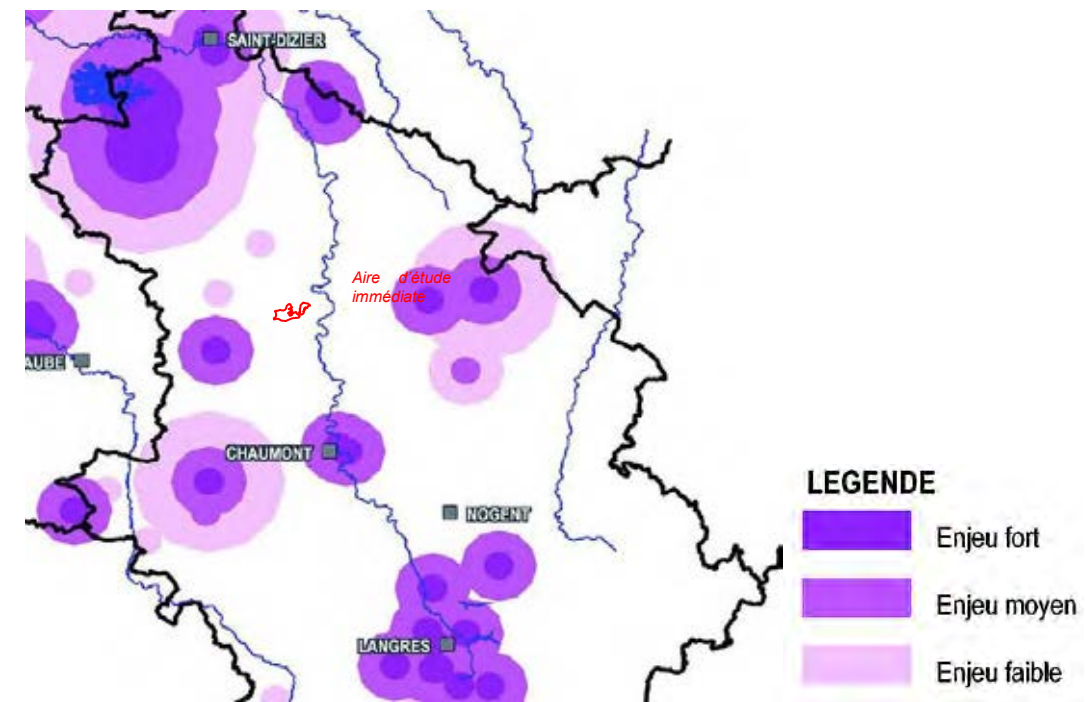 SAINT-DIZIER
Aire d'étude
immédiate
AUBE
CHAUMONT
NOGENT
LANGRES
LEGENDE
Enjeu fort
Enjeu moyen
Enjeu faible